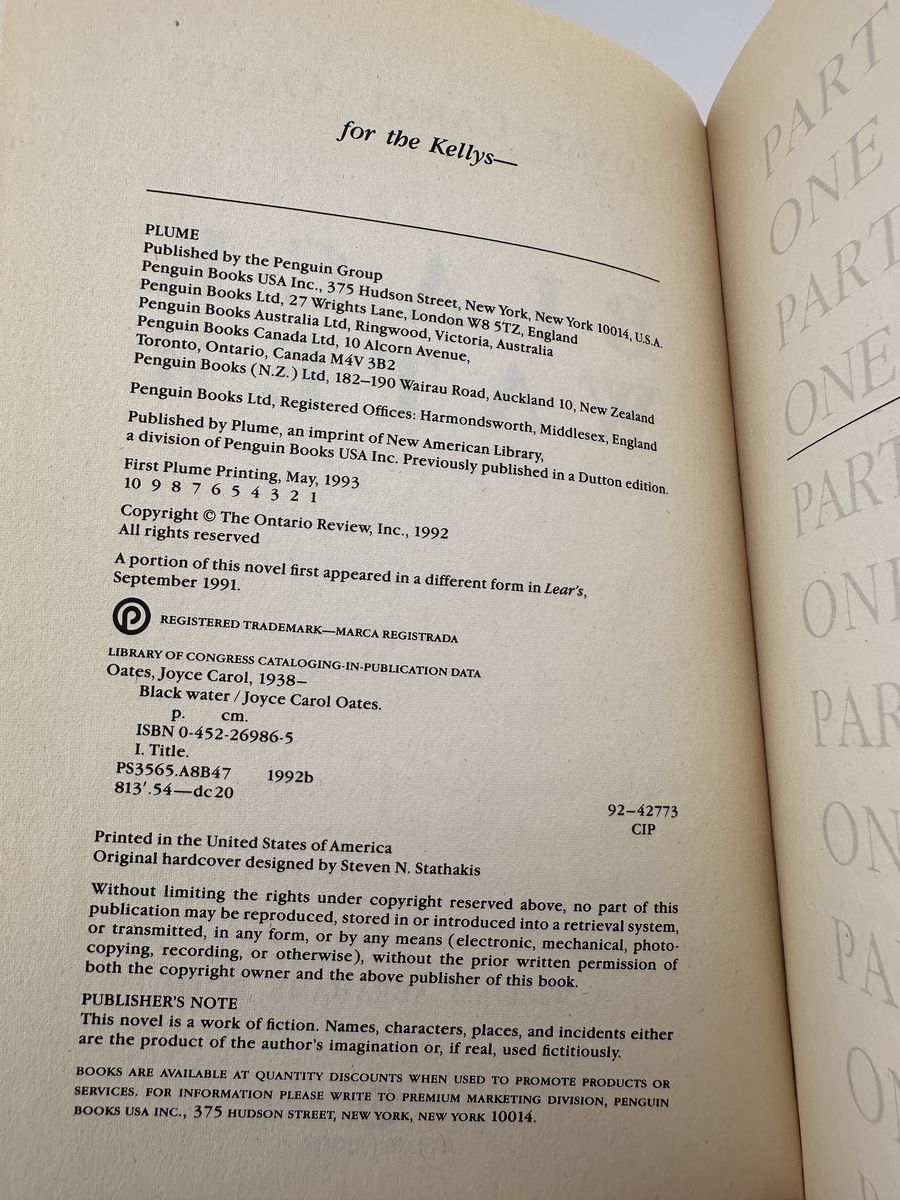 for the Kellys—
PLUME
Published by the Penguin Group
Penguin Books USA Inc., 375 Hudson Street, New York, New York 10014, U.S.A.
Penguin Books Ltd, 27 Wrights Lane, London W8 5TZ, England
Penguin Books Australia Ltd, Ringwood, Victoria, Australia
Penguin Books Canada Ltd, 10 Alcorn Avenue,
Toronto, Ontario, Canada M4V 3B2
Penguin Books (N.Z.) Ltd, 182–190 Wairau Road, Auckland 10, New Zealand
Penguin Books Ltd, Registered Offices: Harmondsworth, Middlesex, England
Published by Plume, an imprint of New American Library,
a division of Penguin Books USA Inc. Previously published in a Dutton edition.
First Plume Printing, May, 1993
10 9 8 7 6 5 4 3 2 1
Copyright © The Ontario Review, Inc., 1992
All rights reserved
A portion of this novel first appeared in a different form in Lear's,
September 1991.
P REGISTERED TRADEMARK—MARCA REGISTRADA
LIBRARY OF CONGRESS CATALOGING-IN-PUBLICATION DATA
Oates, Joyce Carol, 1938–
Black water / Joyce Carol Oates.
p. cm.
ISBN 0-452-26986-5
I. Title.
PS3565.A8B47 1992b
813'.54—dc20
92–42773
CIP
Printed in the United States of America
Original hardcover designed by Steven N. Stathakis
Without limiting the rights under copyright reserved above, no part of this
publication may be reproduced, stored in or introduced into a retrieval system,
or transmitted, in any form, or by any means (electronic, mechanical, photo-
copying, recording, or otherwise), without the prior written permission of
both the copyright owner and the above publisher of this book.
PUBLISHER'S NOTE
This novel is a work of fiction. Names, characters, places, and incidents either
are the product of the author's imagination or, if real, used fictitiously.
BOOKS ARE AVAILABLE AT QUANTITY DISCOUNTS WHEN USED TO PROMOTE PRODUCTS OR
SERVICES. FOR INFORMATION PLEASE WRITE TO PREMIUM MARKETING DIVISION, PENGUIN
BOOKS USA INC., 375 HUDSON STREET, NEW YORK, NEW YORK 10014.
PART
ONE
PART
ONE
PART
ONE
PAR
ON
PA
O